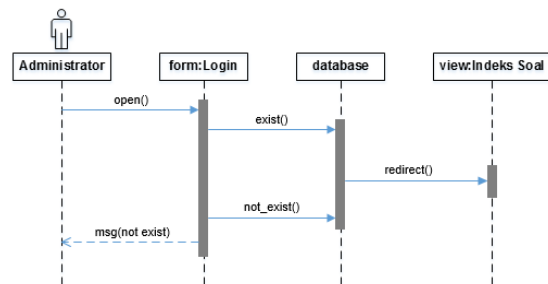 Administrator
form:Login
database
view:Indeks Soal
open()
exist()
redirect()
not_exist()
msg(not exist)